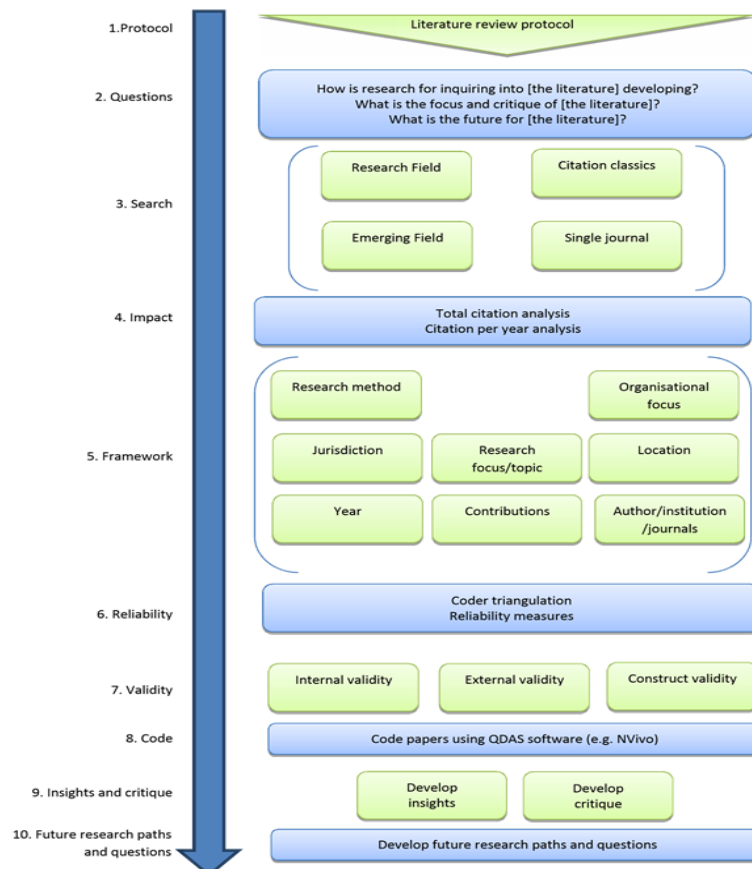 1.Protocol
Literature review protocol
2. Questions
How is research for inquiring into [the literature] developing?
What is the focus and critique of [the literature]?
What is the future for [the literature]?
3. Search
Research Field
Citation classics
Emerging Field
Single journal
4. Impact
Total citation analysis
Citation per year analysis
5. Framework
Research method
Organisational
focus
Jurisdiction
Research
focus/topic
Location
Year
Contributions
Author/institution
/journals
6. Reliability
Coder triangulation
Reliability measures
7. Validity
Internal validity
External validity
Construct validity
8. Code
Code papers using QDAS software (e.g. NVivo)
9. Insights and critique
Develop
insights
Develop
critique
10. Future research paths
and questions
Develop future research paths and questions